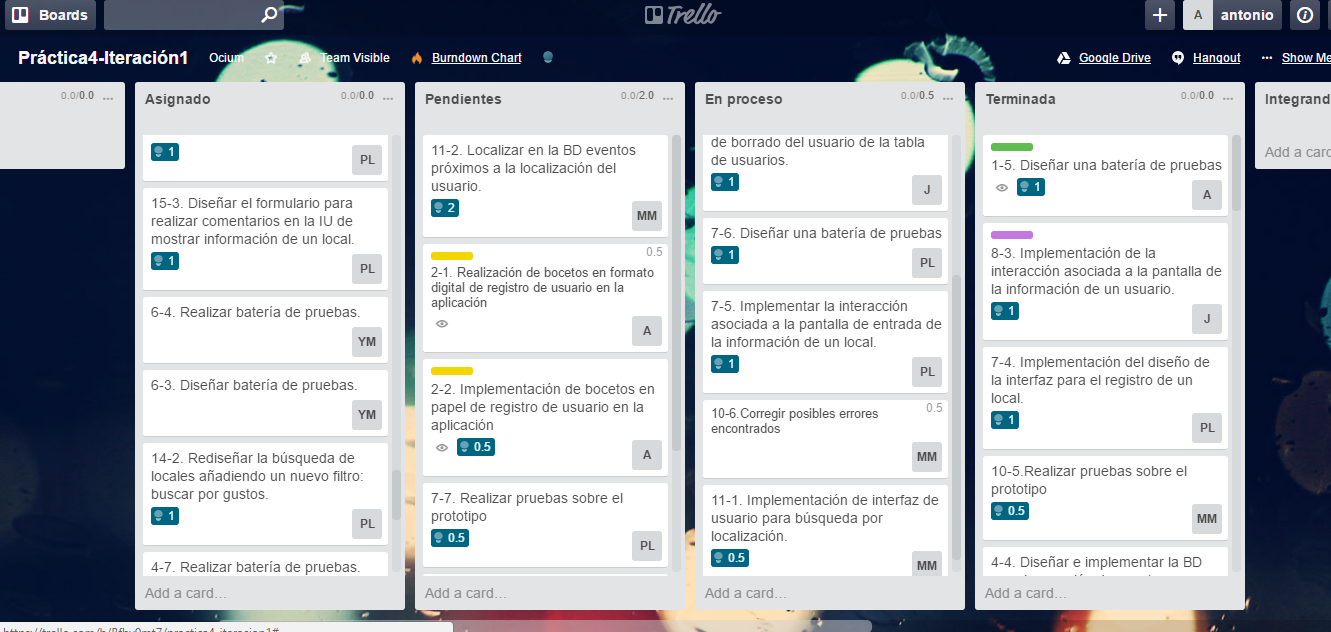 Boards
Trello
+
A antonio
Práctica4-Iteración1
Ocium
Team Visible
Burndown Chart
Google Drive
Hangout
Show Me
0.0/0.0
Asignado
0.0/0.0
1
PL
15-3. Diseñar el formulario para
realizar comentarios en la IU de
mostrar información de un local.
1
PL
6-4. Realizar batería de pruebas.
YM
6-3. Diseñar batería de pruebas.
YM
14-2. Rediseñar la búsqueda de
locales añadiendo un nuevo filtro:
buscar por gustos.
1
PL
4-7. Realizar batería de pruebas.
Add a card…
Pendientes
0.0/2.0
11-2. Localizar en la BD eventos
próximos a la localización del
usuario.
2
MM
0.5
2-1. Realización de bocetos en formato
digital de registro de usuario en la
aplicación
A
2-2. Implementación de bocetos en
papel de registro de usuario en la
aplicación
0.5
A
7-7. Realizar pruebas sobre el
prototipo
0.5
PL
Add a card…
En proceso
0.0/0.5
de borrado del usuario de la tabla
de usuarios.
1
J
7-6. Diseñar una batería de pruebas
1
PL
7-5. Implementar la interacción
asociada a la pantalla de entrada de
la información de un local.
1
PL
0.5
10-6.Corregir posibles errores
encontrados
MM
11-1. Implementación de interfaz de
usuario para búsqueda por
localización.
0.5
MM
Add a card…
Terminada
0.0/0.0
1-5. Diseñar una batería de pruebas
1
A
8-3. Implementación de la
interacción asociada a la pantalla de
la información de un usuario.
1
J
7-4. Implementación del diseño de
la interfaz para el registro de un
local.
1
PL
10-5.Realizar pruebas sobre el
prototipo
0.5
MM
4-4. Diseñar e implementar la BD
Add a card…
Integrand
Add a card